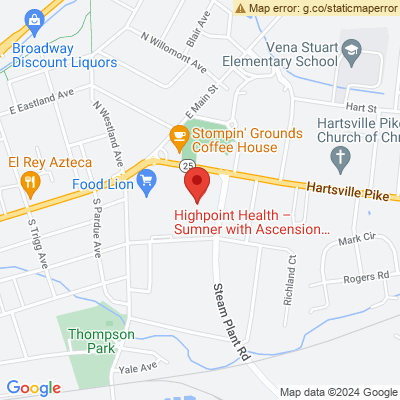 Map error: g.co/staticmaperror
Blair Ave
Broadway
Discount Liquors
N Willomont Ave
Vena Stuart
Elementary School
E Eastland Ave
E Main St
Hart St
N Westland Ave
Stompin' Grounds
Coffee House
Hartsville Pike
Church of Chr
El Rey Azteca
25
Food Lion
Hartsville Pike
Highpoint Health –
Sumner with Ascension...
S Trigg Ave
S Pardue Ave
Mark Cir
Rogers Rd
Richland Ct
Steam Plant Rd
Thompson
Park
Yale Ave
Google
Map data ©2024 Google